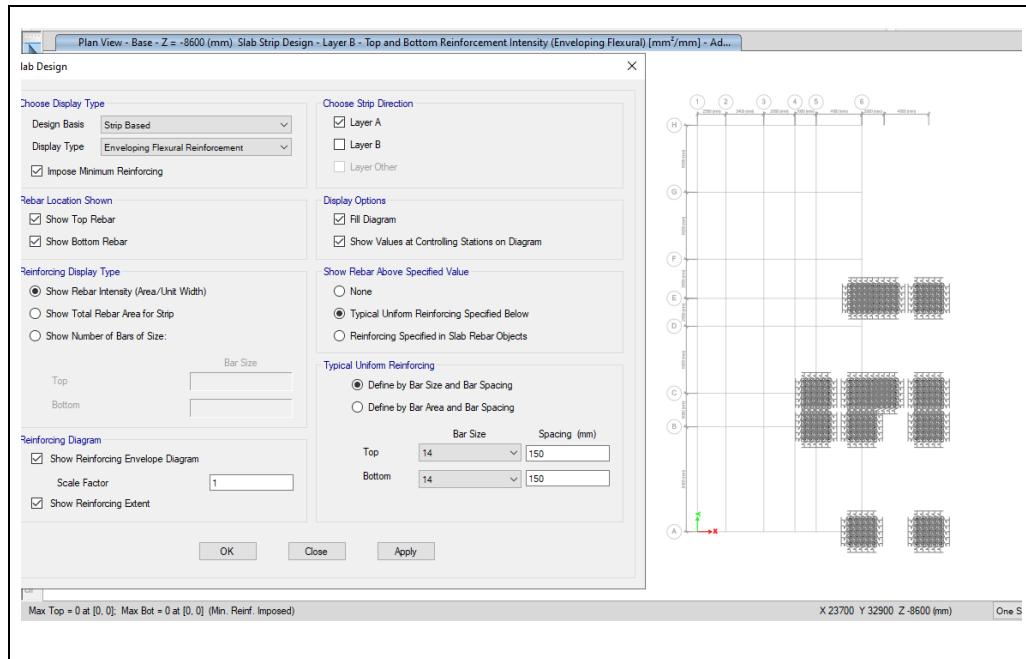 Plan View - Base - Z = -8600 (mm) Slab Strip Design - Layer B - Top and Bottom Reinforcement Intensity (Enveloping Flexural) [mm²/mm] - Ad...
lab Design
Choose Display Type
Design Basis Strip Based
Display Type Enveloping Flexural Reinforcement
Impose Minimum Reinforcing
Choose Strip Direction
Layer A
Layer B
Layer Other
Rebar Location Shown
Show Top Rebar
Show Bottom Rebar
Display Options
Fill Diagram
Show Values at Controlling Stations on Diagram
Reinforcing Display Type
Show Rebar Intensity (Area/Unit Width)
Show Total Rebar Area for Strip
Show Number of Bars of Size:
Bar Size
Top
Bottom
Show Rebar Above Specified Value
None
Typical Uniform Reinforcing Specified Below
Reinforcing Specified in Slab Rebar Objects
Typical Uniform Reinforcing
Define by Bar Size and Bar Spacing
Define by Bar Area and Bar Spacing
Bar Size Spacing (mm)
Top 14 150
Bottom 14 150
Reinforcing Diagram
Show Reinforcing Envelope Diagram
Scale Factor 1
Show Reinforcing Extent
OK Close Apply
1 2 3 4 5 6
H
G
F
E
D
C
B
A
X
Max Top = 0 at [0, 0]; Max Bot = 0 at [0, 0] (Min. Reinf. Imposed)
X 23700 Y 32900 Z -8600 (mm)
One S